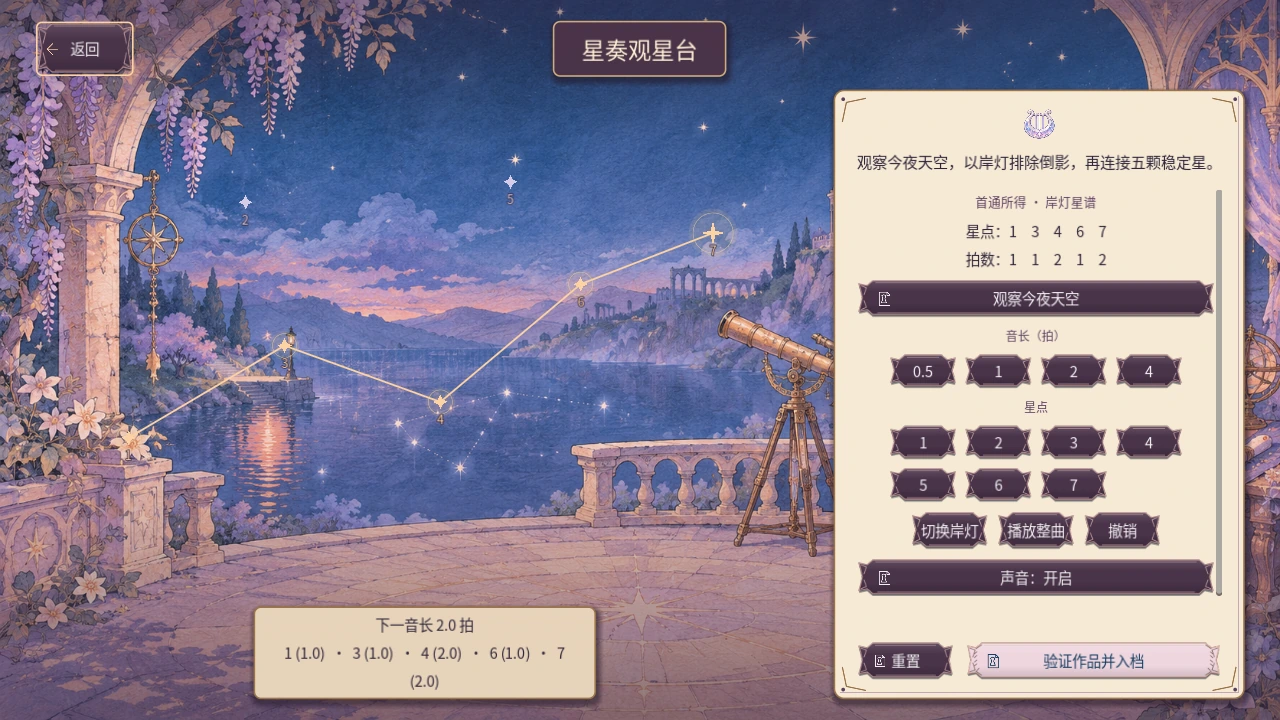 返回
星奏观星台
观察今夜天空，以岸灯排除倒影，再连接五颗稳定星。
首通所得 · 岸灯星谱
星点：1 3 4 6 7
拍数：1 1 2 1 2
观察今夜天空
音长（拍）
0.5 1 2 4
星点
1 2 3 4
5 6 7
切换岸灯 播放整曲 撤销
声音：开启
重置 验证作品并入档
2
5
7
6
3
4
下一音长 2.0 拍
1 (1.0) · 3 (1.0) · 4 (2.0) · 6 (1.0) · 7
(2.0)